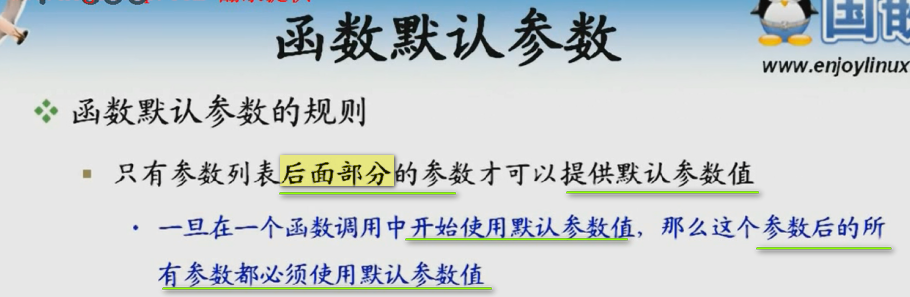 函数默认参数
国嵌
www.enjoylinux
函数默认参数的规则
只有参数列表后面部分的参数才可以提供默认参数值
一旦在一个函数调用中开始使用默认参数值，那么这个参数后的所
有参数都必须使用默认参数值